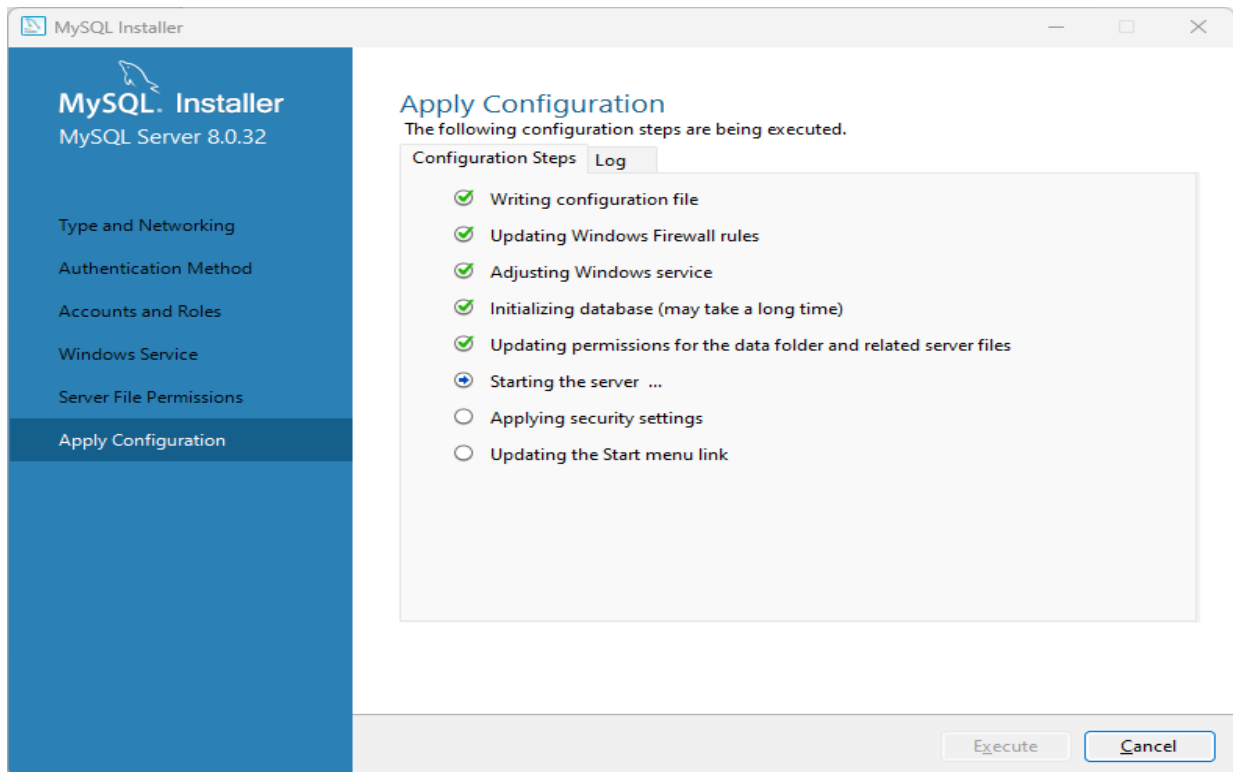 MySQL Installer
MySQL. Installer
MySQL Server 8.0.32
Type and Networking
Authentication Method
Accounts and Roles
Windows Service
Server File Permissions
Apply Configuration
Apply Configuration
The following configuration steps are being executed.
Configuration Steps
Log
Writing configuration file
Updating Windows Firewall rules
Adjusting Windows service
Initializing database (may take a long time)
Updating permissions for the data folder and related server files
Starting the server ...
Applying security settings
Updating the Start menu link
Execute
Cancel